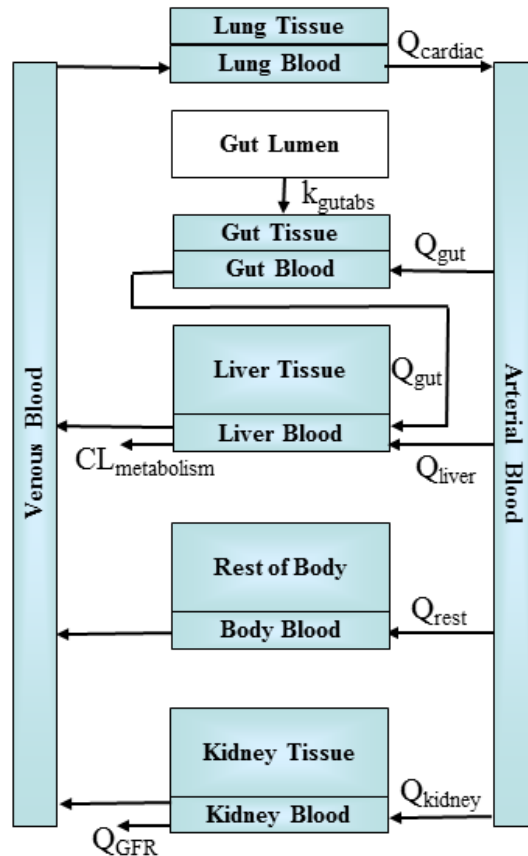 Lung Tissue
Lung Blood
Qcardiac
Gut Lumen
kgutabs
Gut Tissue
Gut Blood
Qgut
Liver Tissue
Qgut
Liver Blood
CLmetabolism
Qliver
Venous Blood
Arterial Blood
Rest of Body
Body Blood
Qrest
Kidney Tissue
Kidney Blood
Qkidney
QGFR